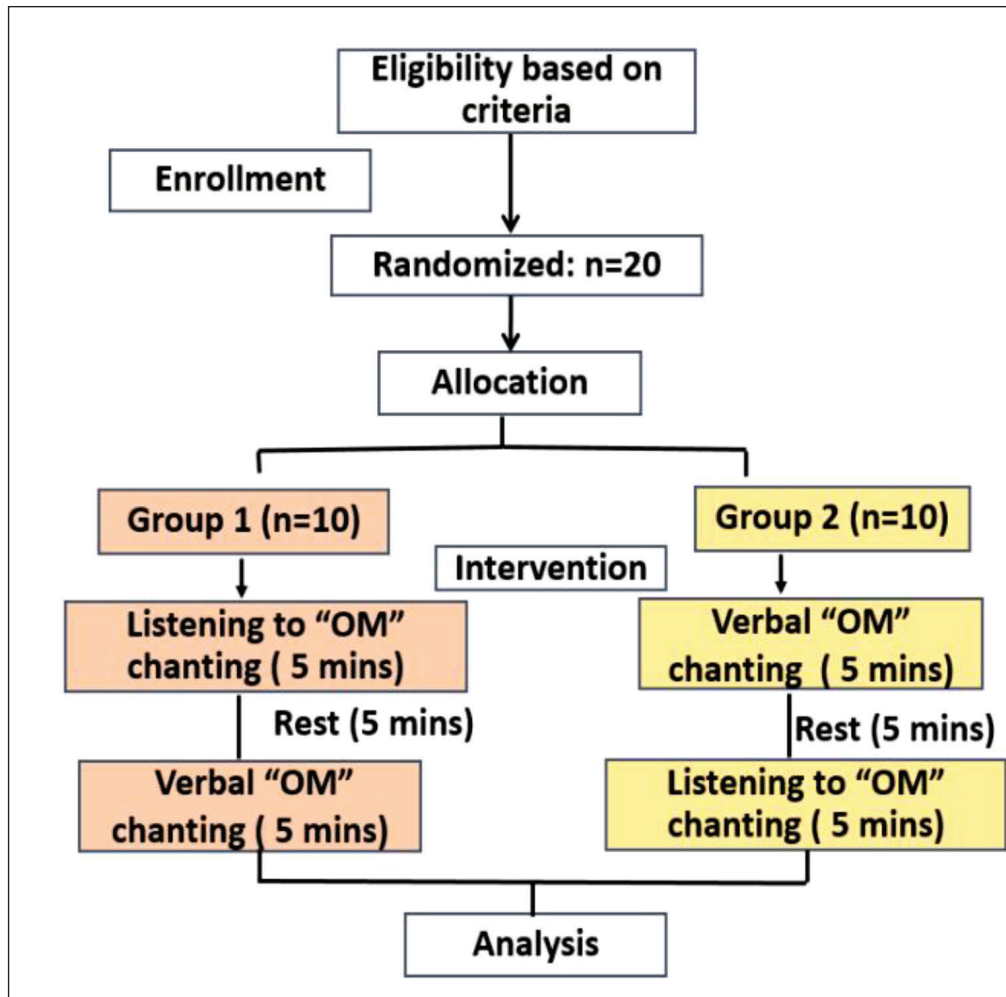 Eligibility based on
criteria
Enrollment
Randomized: n=20
Allocation
Group 1 (n=10)
Group 2 (n=10)
Intervention
Listening to “OM”
chanting ( 5 mins)
Verbal “OM”
chanting ( 5 mins)
Rest (5 mins)
Rest (5 mins)
Verbal “OM”
chanting ( 5 mins)
Listening to “OM”
chanting ( 5 mins)
Analysis